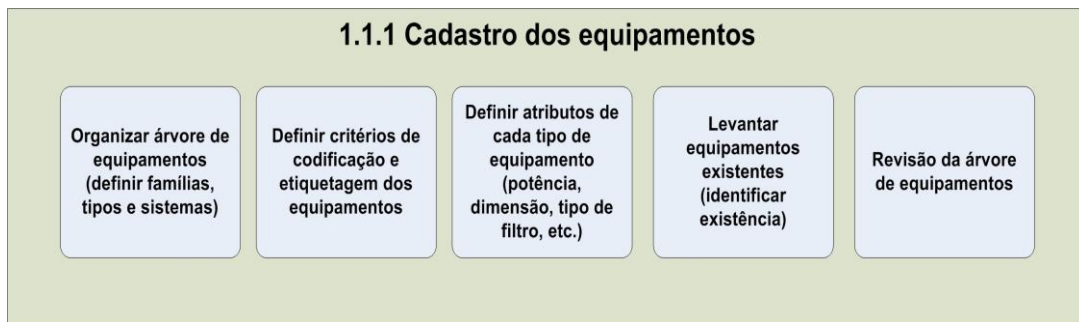 1.1.1 Cadastro dos equipamentos
Organizar árvore de
equipamentos
(definir famílias,
tipos e sistemas)
Definir critérios de
codificação e
etiquetagem dos
equipamentos
Definir atributos de
cada tipo de
equipamento
(potência,
dimensão, tipo de
filtro, etc.)
Levantar
equipamentos
existentes
(identificar
existência)
Revisão da árvore
de equipamentos